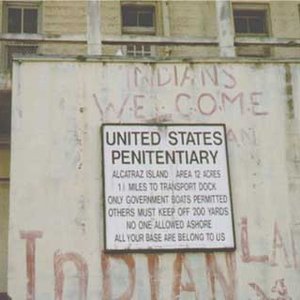 INDIANS
WELCOME
UNITED STATES
PENITENTIARY
ALCATRAZ ISLAND AREA 12 ACRES
1½ MILES TO TRANSPORT DOCK
ONLY GOVERNMENT BOATS PERMITTED
OTHERS MUST KEEP OFF 200 YARDS
NO ONE ALLOWED ASHORE
ALL YOUR BASE ARE BELONG TO US
INDIAN LAN